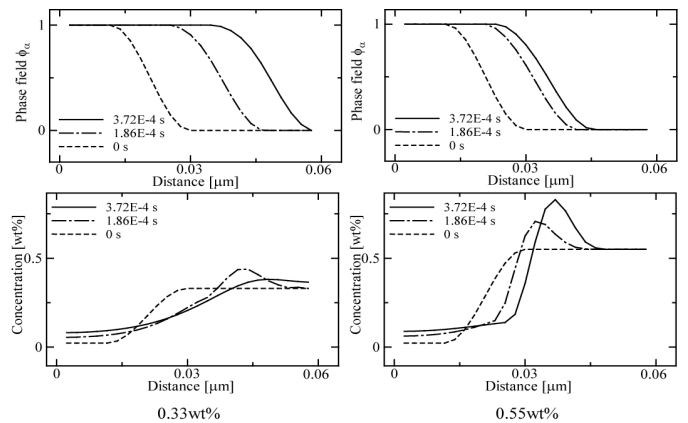 Phase field ϕα
1
0
3.72E-4 s
1.86E-4 s
0 s
0
0.03
0.06
Distance [µm]
Phase field ϕα
1
0
3.72E-4 s
1.86E-4 s
0 s
0
0.03
0.06
Distance [µm]
Concentration [wt%]
0.5
0
3.72E-4 s
1.86E-4 s
0 s
0
0.03
0.06
Distance [µm]
0.33wt%
Concentration [wt%]
0.5
0
3.72E-4 s
1.86E-4 s
0 s
0
0.03
0.06
Distance [µm]
0.55wt%